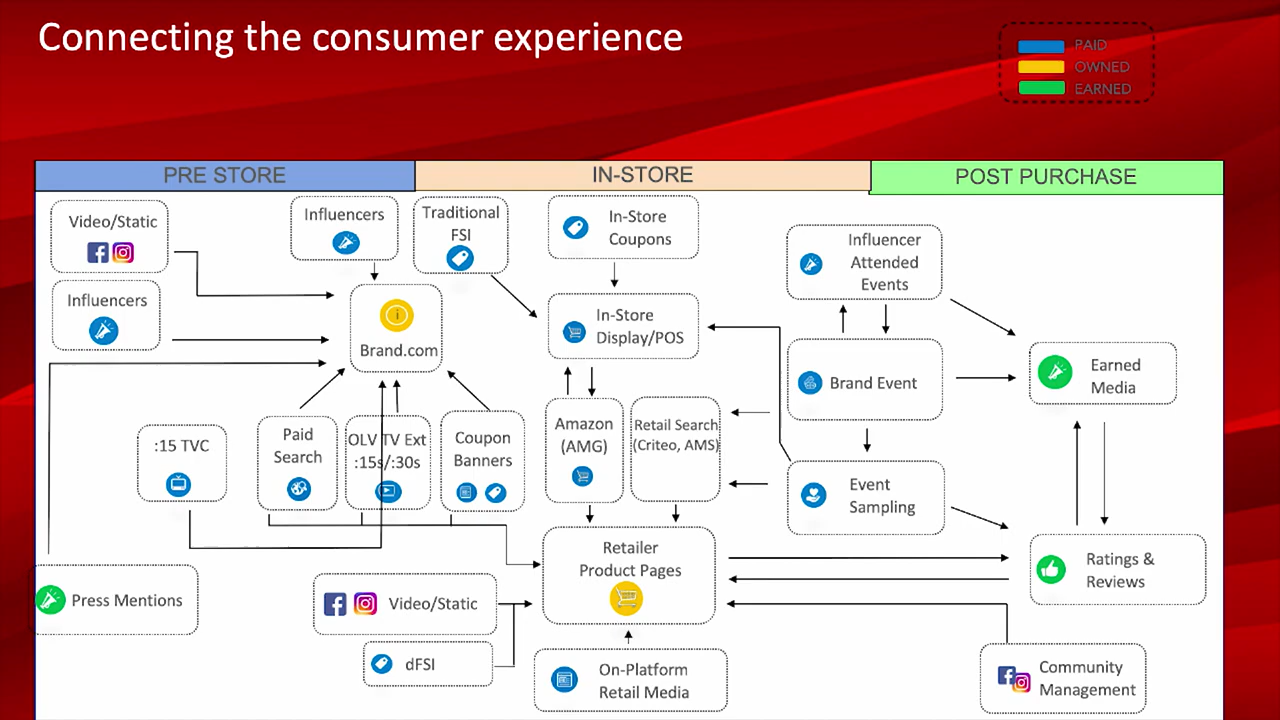 Connecting the consumer experience
PAID
OWNED
EARNED
PRE STORE
IN-STORE
POST PURCHASE
Video/Static
Influencers
Influencers
Traditional
FSI
Brand.com
:15 TVC
Paid
Search
OLV TV Ext
:15s/:30s
Coupon
Banners
Press Mentions
Video/Static
dFSI
In-Store
Coupons
In-Store
Display/POS
Amazon
(AMG)
Retail Search
(Criteo, AMS)
Retailer
Product Pages
On-Platform
Retail Media
Influencer
Attended
Events
Brand Event
Event
Sampling
Earned
Media
Ratings &
Reviews
Community
Management